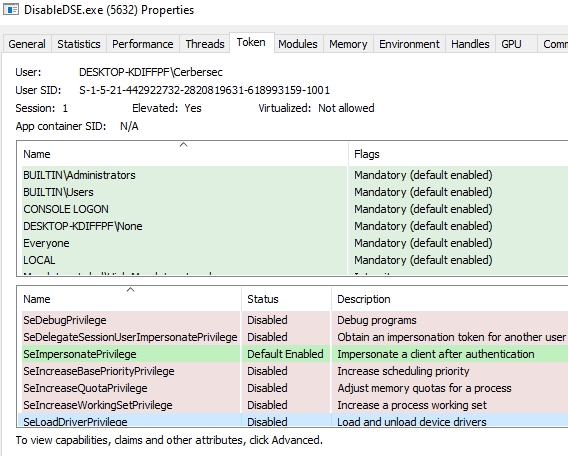 DisableDSE.exe (5632) Properties
General Statistics Performance Threads Token Modules Memory Environment Handles GPU Comm
User: DESKTOP-KDIFFPF\Cerbersec
User SID: S-1-5-21-442922732-2820819631-618993159-1001
Session: 1 Elevated: Yes Virtualized: Not allowed
App container SID: N/A
Name Flags
BUILTIN\Administrators Mandatory (default enabled)
BUILTIN\Users Mandatory (default enabled)
CONSOLE LOGON Mandatory (default enabled)
DESKTOP-KDIFFPF\None Mandatory (default enabled)
Everyone Mandatory (default enabled)
LOCAL Mandatory (default enabled)
Name Status Description
SeDebugPrivilege Disabled Debug programs
SeDelegateSessionUserImpersonatePrivilege Disabled Obtain an impersonation token for another user
SeImpersonatePrivilege Default Enabled Impersonate a client after authentication
SeIncreaseBasePriorityPrivilege Disabled Increase scheduling priority
SeIncreaseQuotaPrivilege Disabled Adjust memory quotas for a process
SeIncreaseWorkingSetPrivilege Disabled Increase a process working set
SeLoadDriverPrivilege Disabled Load and unload device drivers
To view capabilities, claims and other attributes, click Advanced.